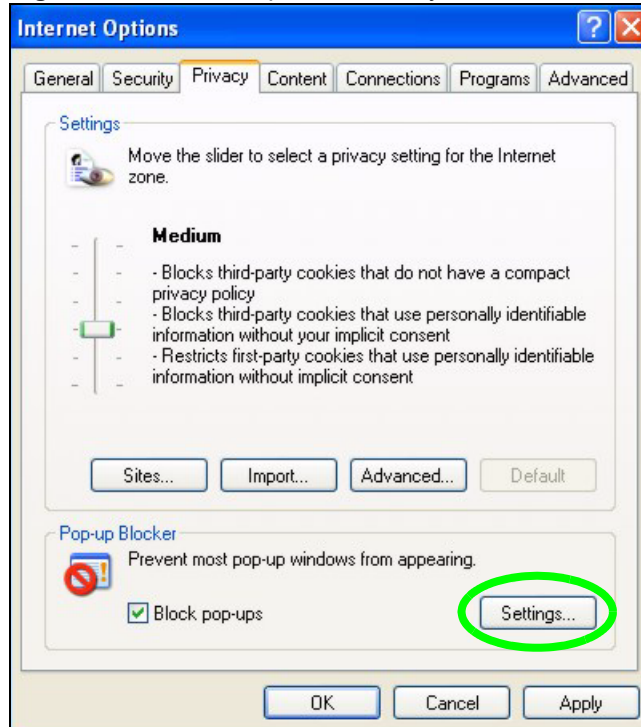 Internet Options
General Security Privacy Content Connections Programs Advanced
Settings
Move the slider to select a privacy setting for the Internet
zone.
Medium
- Blocks third-party cookies that do not have a compact
privacy policy
- Blocks third-party cookies that use personally identifiable
information without your implicit consent
- Restricts first-party cookies that use personally identifiable
information without implicit consent
Sites... Import... Advanced... Default
Pop-up Blocker
Prevent most pop-up windows from appearing.
Block pop-ups Settings...
OK Cancel Apply